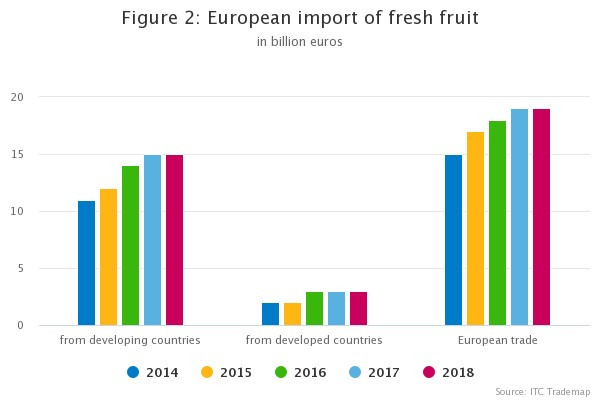 Figure 2: European import of fresh fruit
in billion euros
20
15
10
5
0
from developing countries from developed countries European trade
2014 2015 2016 2017 2018
Source: ITC Trademap